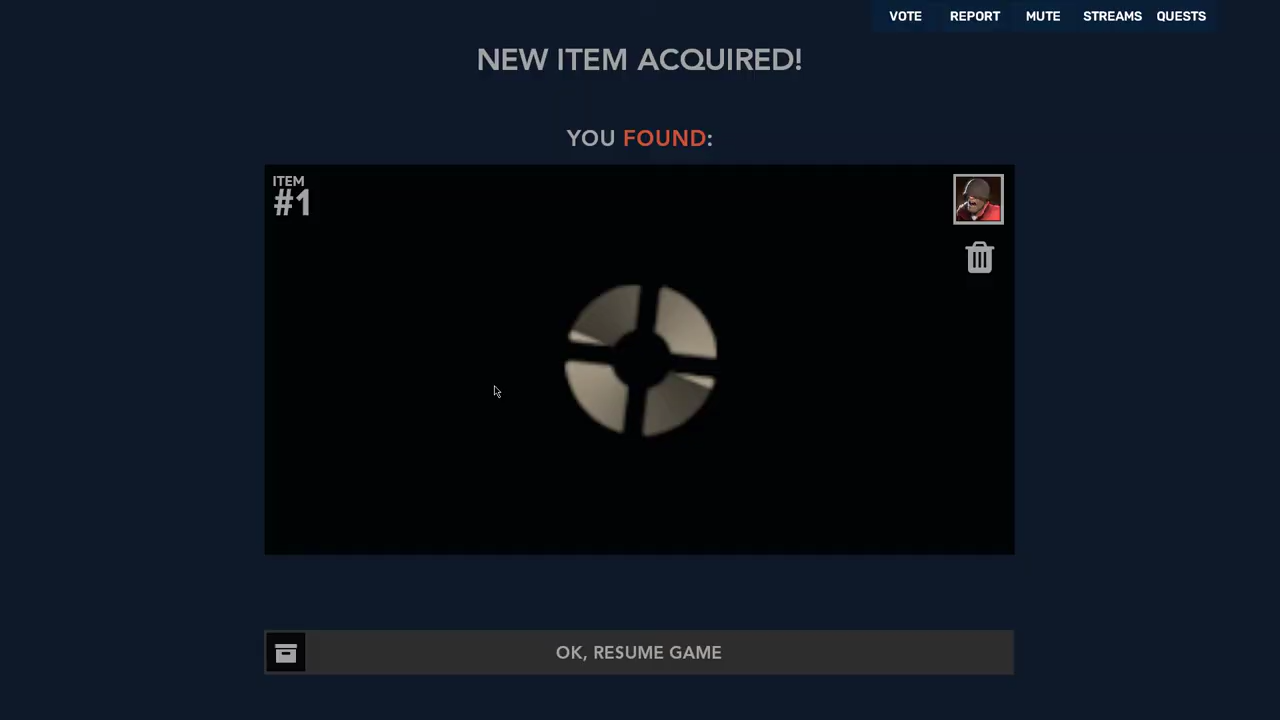 VOTE REPORT MUTE STREAMS QUESTS
NEW ITEM ACQUIRED!
YOU FOUND:
ITEM
#1
OK, RESUME GAME